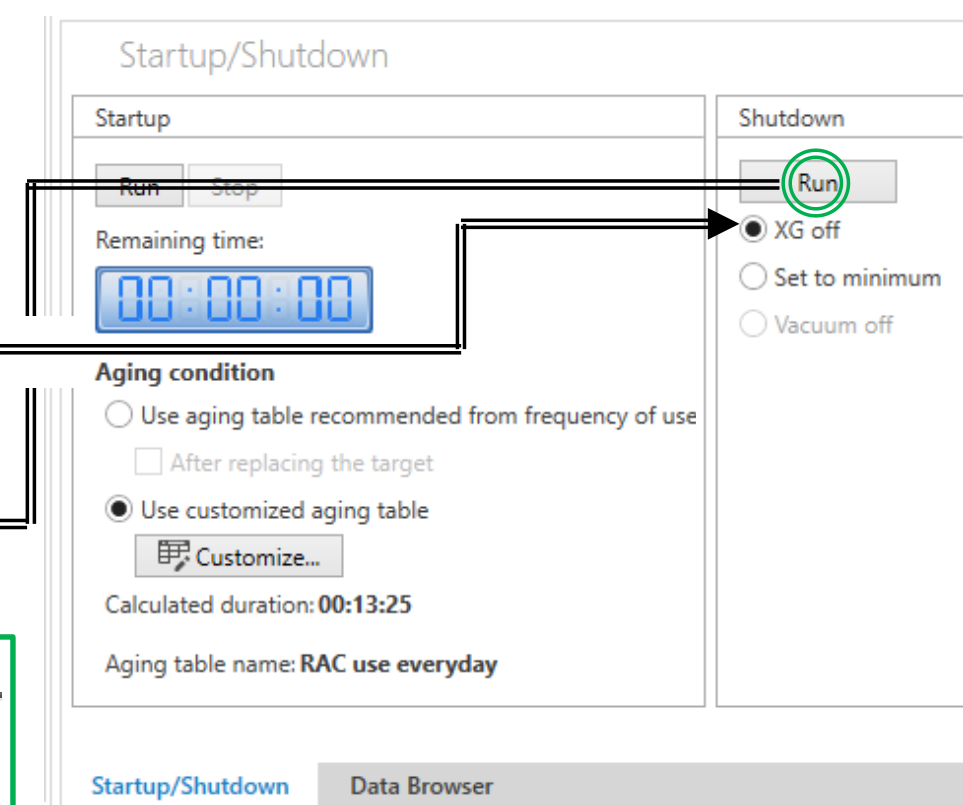 Startup/Shutdown
Startup
Run Stop
Remaining time:
00:00:00
Aging condition
Use aging table recommended from frequency of use
After replacing the target
Use customized aging table
Customize...
Calculated duration: 00:13:25
Aging table name: RAC use everyday
Shutdown
Run
XG off
Set to minimum
Vacuum off
Startup/Shutdown Data Browser